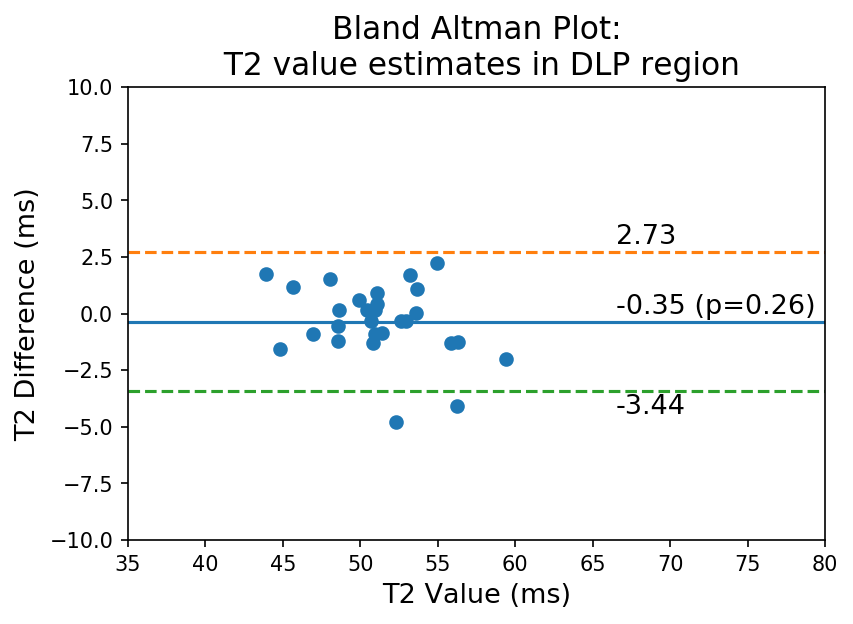 Bland Altman Plot:
T2 value estimates in DLP region
T2 Difference (ms)
10.0
7.5
5.0
2.5
0.0
−2.5
−5.0
−7.5
−10.0
2.73
-0.35 (p=0.26)
-3.44
35 40 45 50 55 60 65 70 75 80
T2 Value (ms)